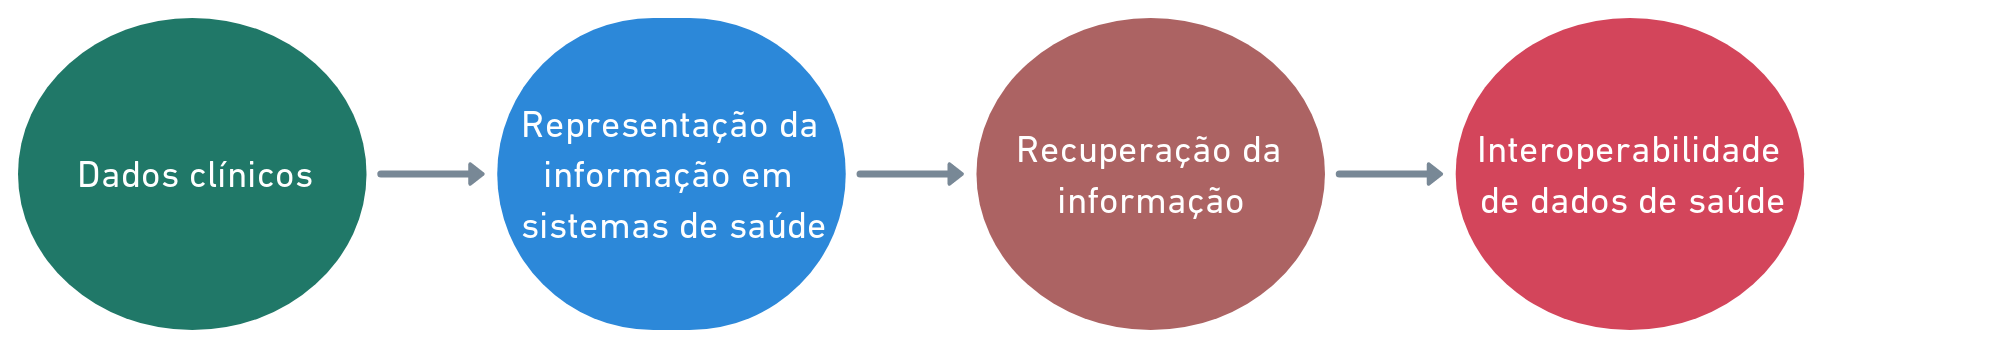 Dados clínicos
Representação da
informação em
sistemas de saúde
Recuperação da
informação
Interoperabilidade
de dados de saúde